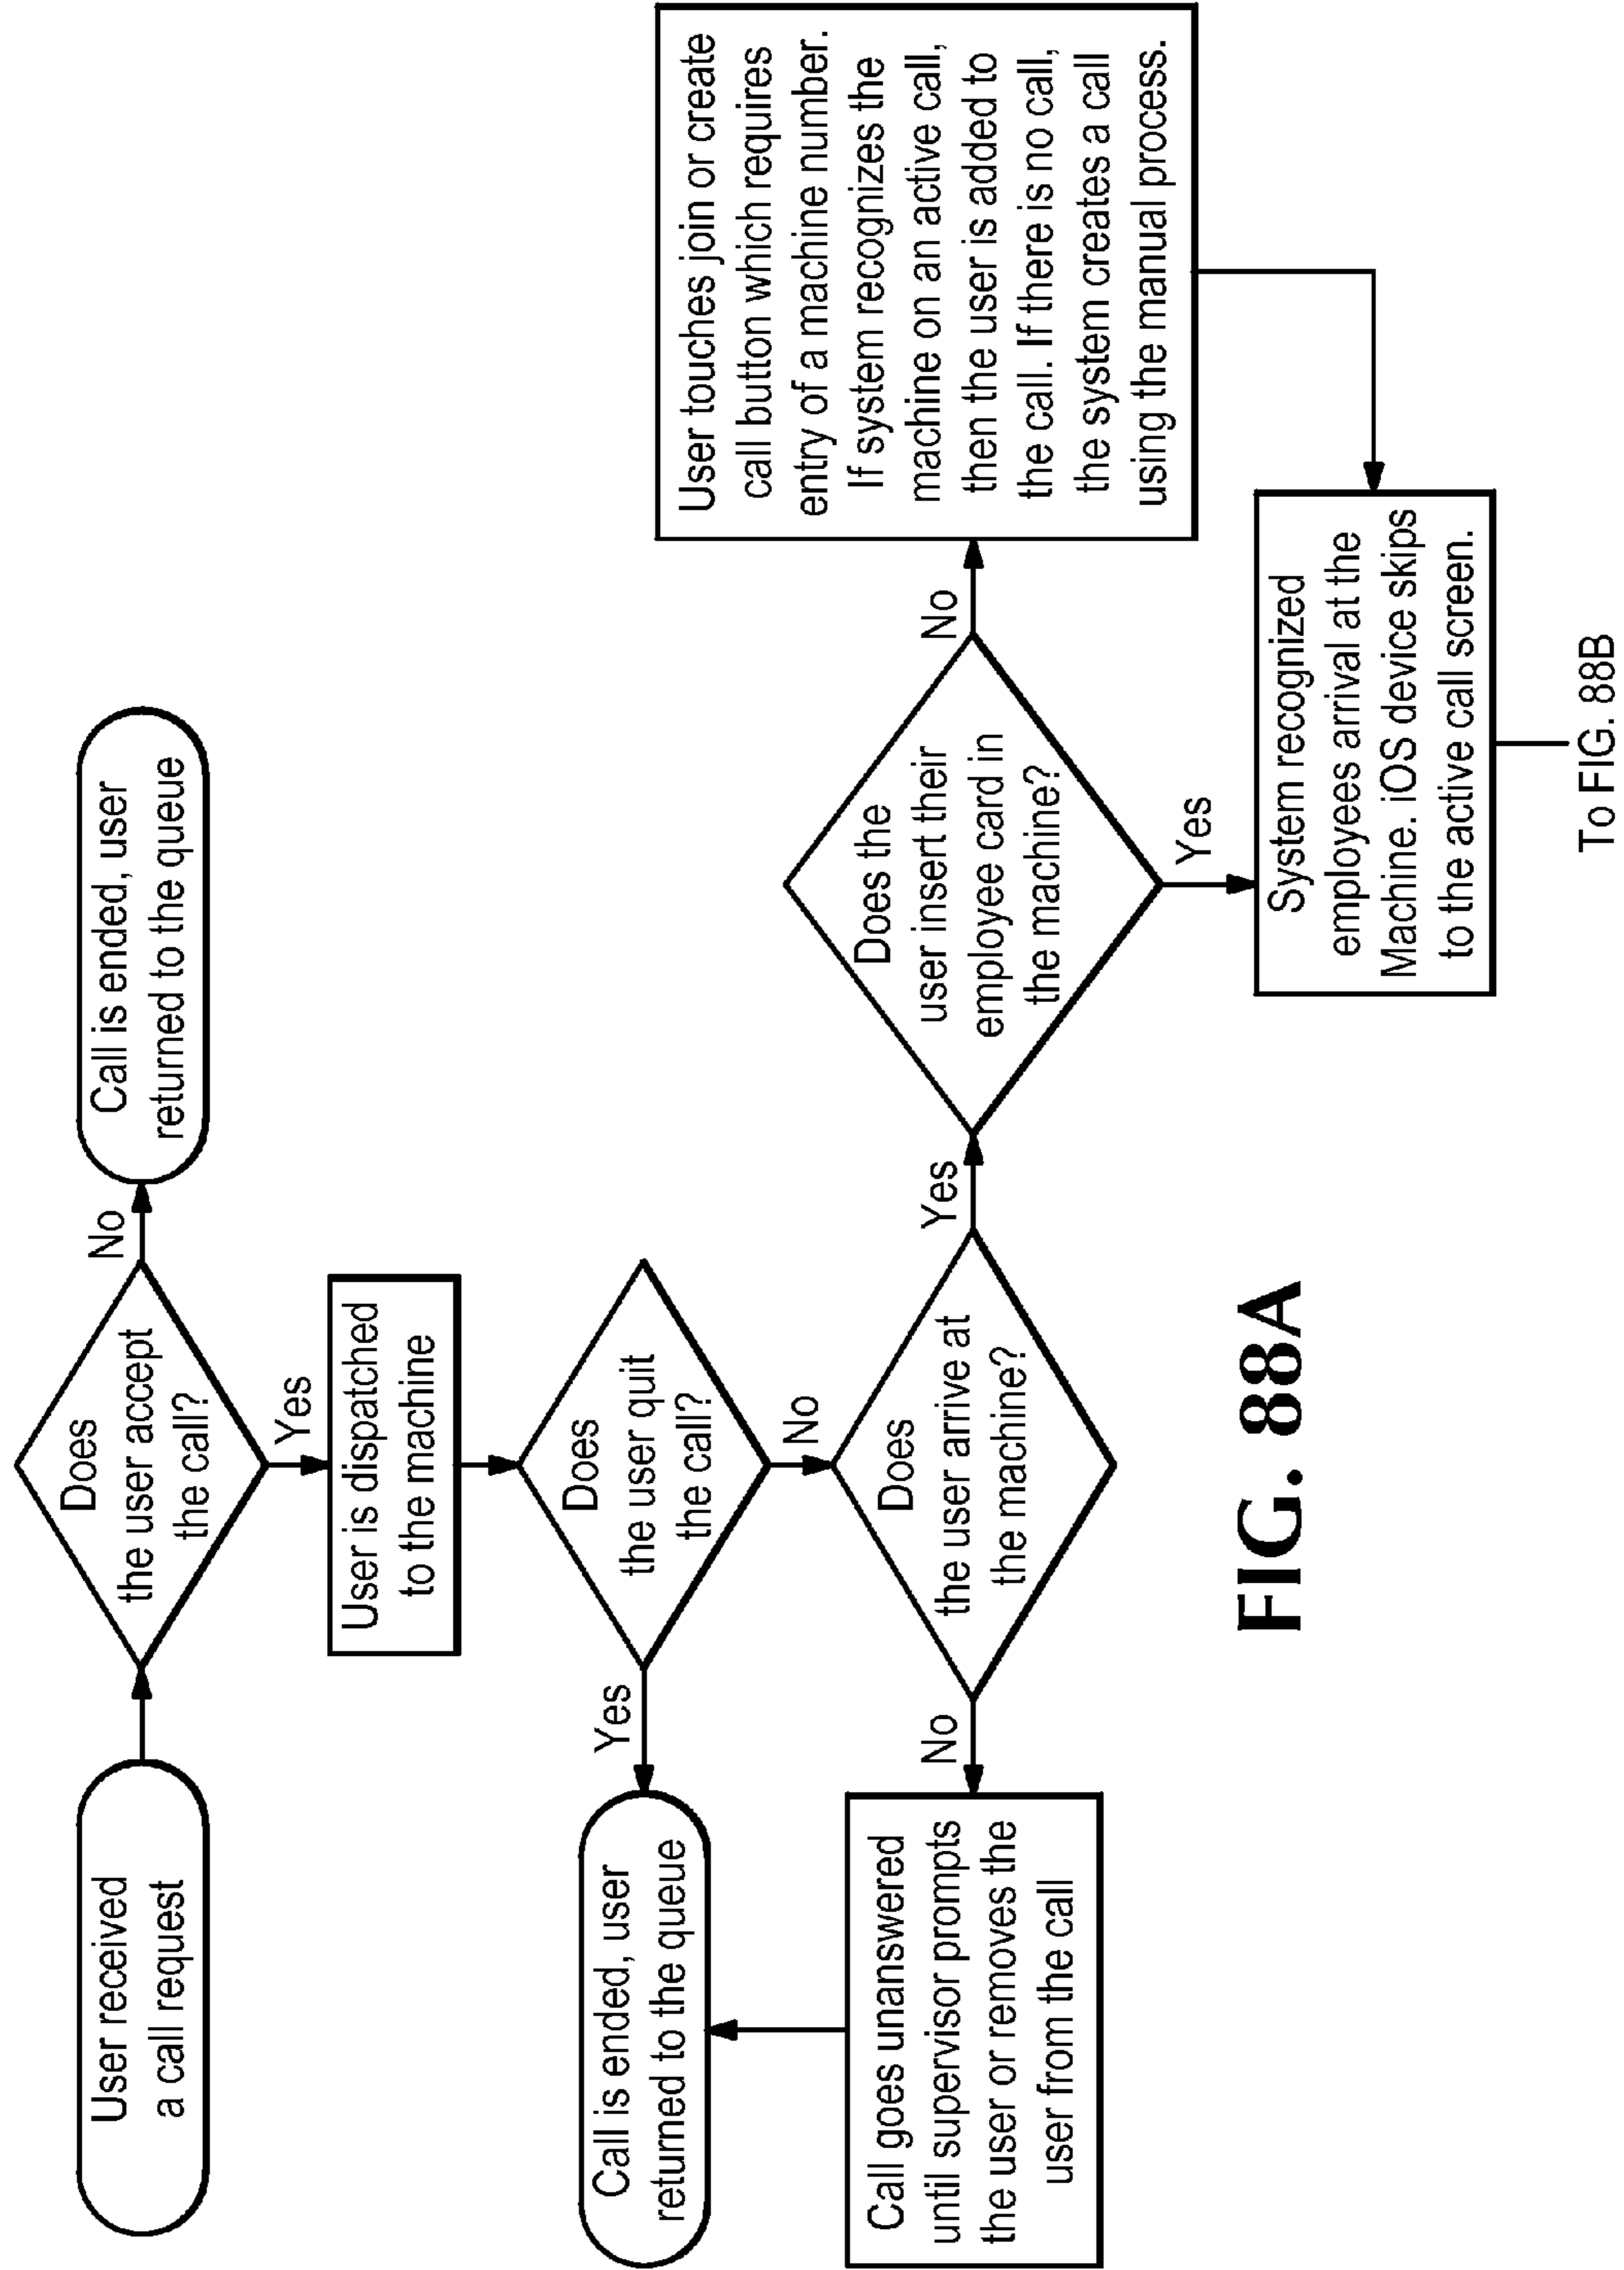 User received
a call request
Does
the user accept
the call?
No
Call is ended, user
returned to the queue
Yes
User is dispatched
to the machine
Does
the user quit
the call?
Yes
Call is ended, user
returned to the queue
No
Does
the user arrive at
the machine?
No
Call goes unanswered
until supervisor prompts
the user or removes the
user from the call
Yes
Does the
user insert their
employee card in
the machine?
No
User touches join or create
call button which requires
entry of a machine number.
If system recognizes the
machine on an active call,
then the user is added to
the call. If there is no call,
the system creates a call
using the manual process.
Yes
System recognized
employees arrival at the
Machine. iOS device skips
to the active call screen.
To FIG. 88B
FIG. 88A